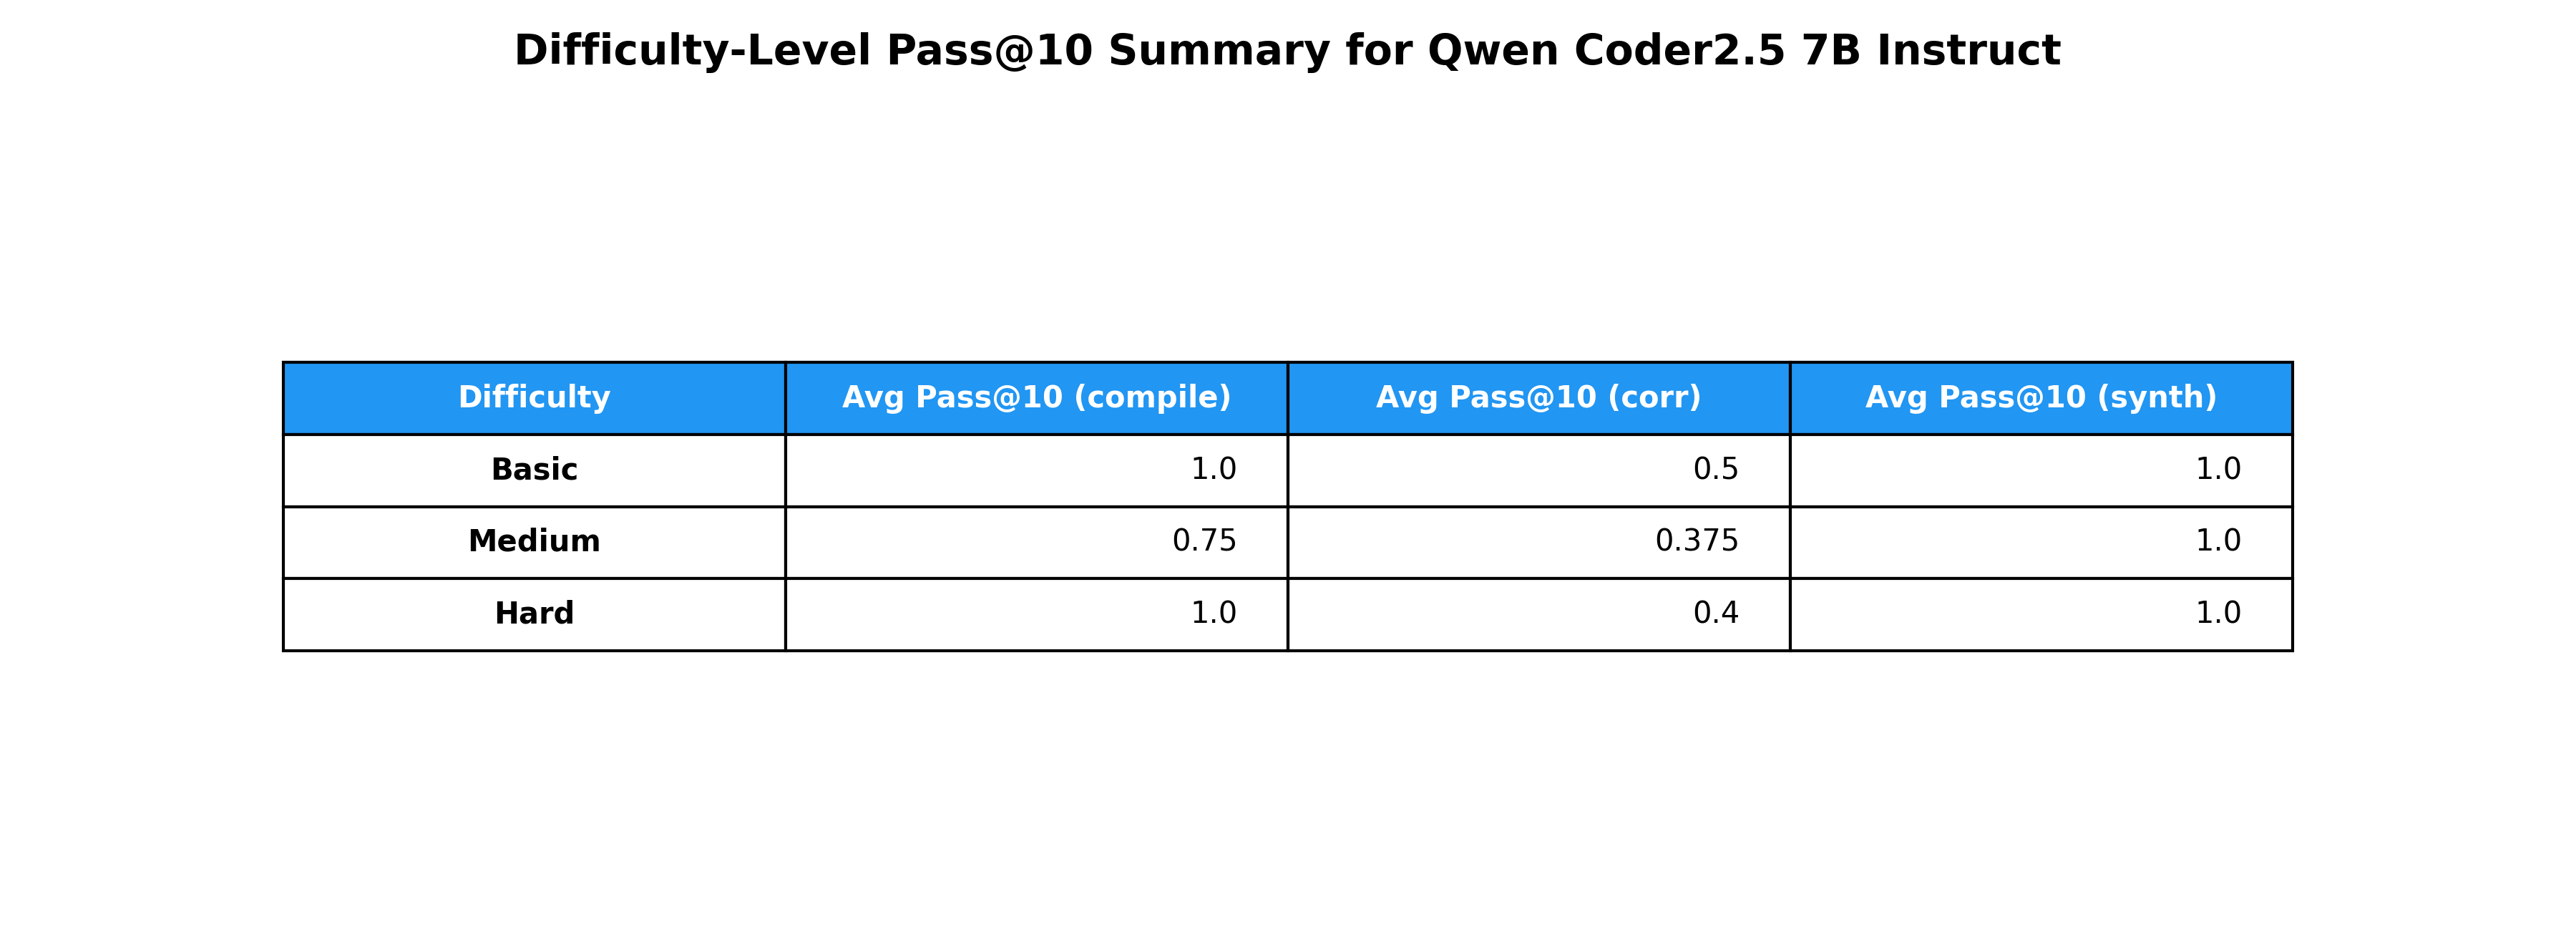 Difficulty-Level Pass@10 Summary for Qwen Coder2.5 7B Instruct
Difficulty Avg Pass@10 (compile) Avg Pass@10 (corr) Avg Pass@10 (synth)
Basic 1.0 0.5 1.0
Medium 0.75 0.375 1.0
Hard 1.0 0.4 1.0